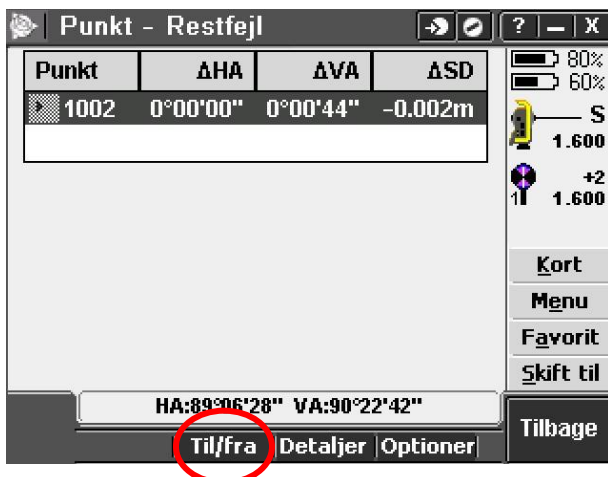 Punkt - Restfejl
? X
Punkt ΔHA ΔVA ΔSD
1002 0°00'00" 0°00'44" -0.002m
80%
60%
S
1.600
+2
1 1.600
Kort
Menu
Favorit
Skift til
HA:89°06'28" VA:90°22'42"
Til/fra Detaljer Optioner
Tilbage